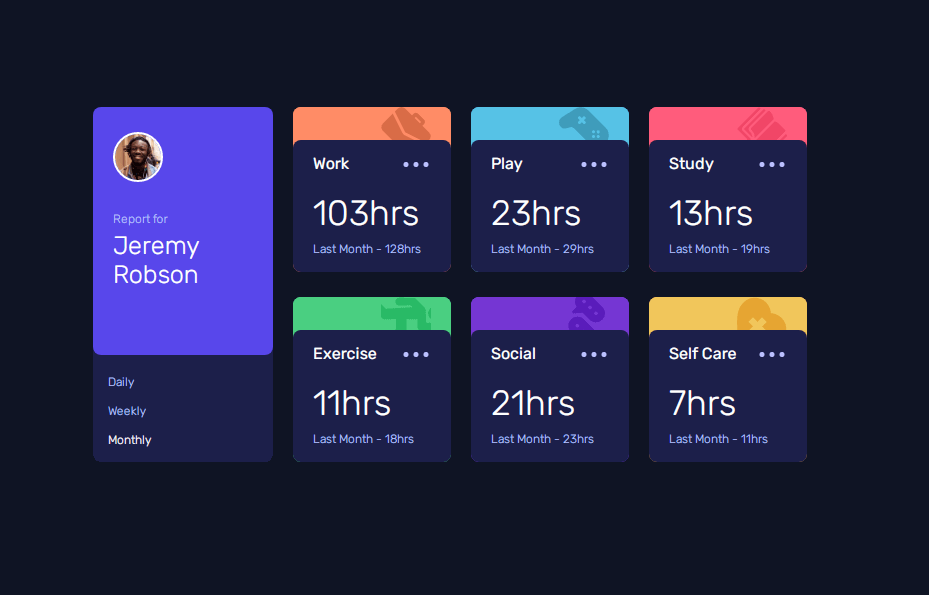 Report for
Jeremy
Robson
Daily
Weekly
Monthly
Work
103hrs
Last Month - 128hrs
Play
23hrs
Last Month - 29hrs
Study
13hrs
Last Month - 19hrs
Exercise
11hrs
Last Month - 18hrs
Social
21hrs
Last Month - 23hrs
Self Care
7hrs
Last Month - 11hrs